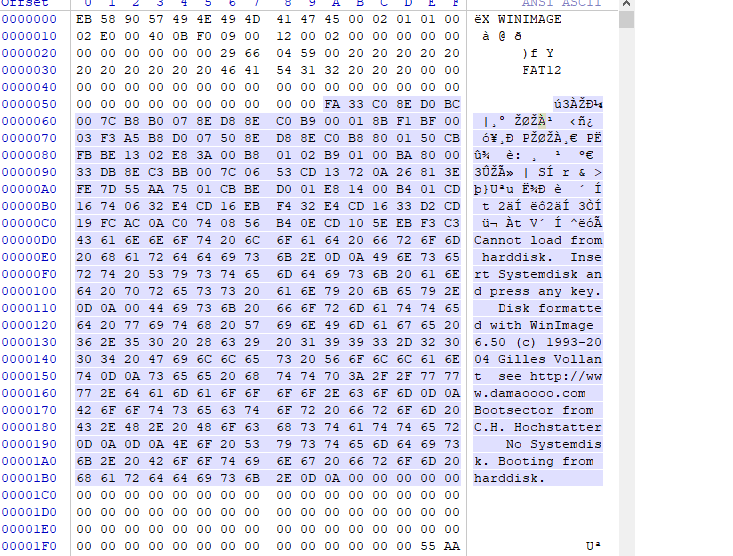 Offset 0 1 2 3 4 5 6 7 8 9 A B C D E F ANSI ASCII
00000000 EB 58 90 57 49 4E 49 4D 41 47 45 00 02 01 01 00 ëX WINIMAGE
00000010 02 E0 00 40 0B F0 09 00 12 00 02 00 00 00 00 00 à @ ð
00000020 00 00 00 00 00 00 29 66 04 59 00 20 20 20 20 20 )f Y
00000030 20 20 20 20 20 20 46 41 54 31 32 20 20 20 00 00 FAT12
00000040 00 00 00 00 00 00 00 00 00 00 00 00 00 00 00 00
00000050 00 00 00 00 00 00 00 00 00 00 FA 33 C0 8E D0 BC ú3ÀŽÐ¼
00000060 00 7C B8 B0 07 8E D8 8E C0 B9 00 01 8B F1 BF 00 |¸° ŽØŽÀ¹ ‹ñ¿
00000070 03 F3 A5 B8 D0 07 50 8E D8 8E C0 B8 80 01 50 CB ó¥¸Ð PŽØŽÀ¸€ PË
00000080 FB BE 13 02 E8 3A 00 B8 01 02 B9 01 00 BA 80 00 û¾ è: ¸ ¹ º€
00000090 33 DB 8E C3 BB 00 7C 06 53 CD 13 72 0A 26 81 3E 3ÛŽÃ» | SÍ r & >
000000A0 FE 7D 55 AA 75 01 CB BE D0 01 E8 14 00 B4 01 CD þ}Uªu Ë¾Ð è ´ Í
000000B0 16 74 06 32 E4 CD 16 EB F4 32 E4 CD 16 33 D2 CD t 2äÍ ëô2äÍ 3ÒÍ
000000C0 19 FC AC 0A C0 74 08 56 B4 0E CD 10 5E EB F3 C3 ü¬ Àt V´ Í ^ëóÃ
000000D0 43 61 6E 6E 6F 74 20 6C 6F 61 64 20 66 72 6F 6D Cannot load from
000000E0 20 68 61 72 64 64 69 73 6B 2E 0D 0A 49 6E 73 65 harddisk. Inse
000000F0 72 74 20 53 79 73 74 65 6D 64 69 73 6B 20 61 6E rt Systemdisk an
00000100 64 20 70 72 65 73 73 20 61 6E 79 20 6B 65 79 2E d press any key.
00000110 0D 0A 00 44 69 73 6B 20 66 6F 72 6D 61 74 74 65 Disk formatte
00000120 64 20 77 69 74 68 20 57 69 6E 49 6D 61 67 65 20 d with WinImage
00000130 36 2E 35 30 20 28 63 29 20 31 39 39 33 2D 32 30 6.50 (c) 1993-20
00000140 30 34 20 47 69 6C 6C 65 73 20 56 6F 6C 6C 61 6E 04 Gilles Vollan
00000150 74 0D 0A 73 65 65 20 68 74 74 70 3A 2F 2F 77 77 t see http://ww
00000160 77 2E 64 61 6D 61 6F 6F 6F 6F 2E 63 6F 6D 0D 0A w.damaoooo.com
00000170 42 6F 6F 74 73 65 63 74 6F 72 20 66 72 6F 6D 20 Bootsector from
00000180 43 2E 48 2E 20 48 6F 63 68 73 74 61 74 74 65 72 C.H. Hochstatter
00000190 0D 0A 0D 0A 4E 6F 20 53 79 73 74 65 6D 64 69 73 No Systemdis
000001A0 6B 2E 20 42 6F 6F 74 69 6E 67 20 66 72 6F 6D 20 k. Booting from
000001B0 68 61 72 64 64 69 73 6B 2E 0D 0A 00 00 00 00 00 harddisk.
000001C0 00 00 00 00 00 00 00 00 00 00 00 00 00 00 00 00
000001D0 00 00 00 00 00 00 00 00 00 00 00 00 00 00 00 00
000001E0 00 00 00 00 00 00 00 00 00 00 00 00 00 00 00 00
000001F0 00 00 00 00 00 00 00 00 00 00 00 00 00 00 55 AA Uª